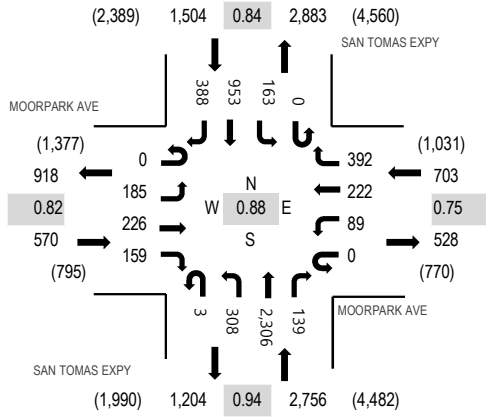 (2,389) 1,504 0.84 2,883 (4,560)
SAN TOMAS EXPY
388 953 163 0
MOORPARK AVE
(1,377) (1,031)
918 0 392 703
185 N 222
0.82 226 W 0.88 E 89 0.75
570 159 S 0 528
(795) (770)
3 308 2,306 139
MOORPARK AVE
SAN TOMAS EXPY
(1,990) 1,204 0.94 2,756 (4,482)